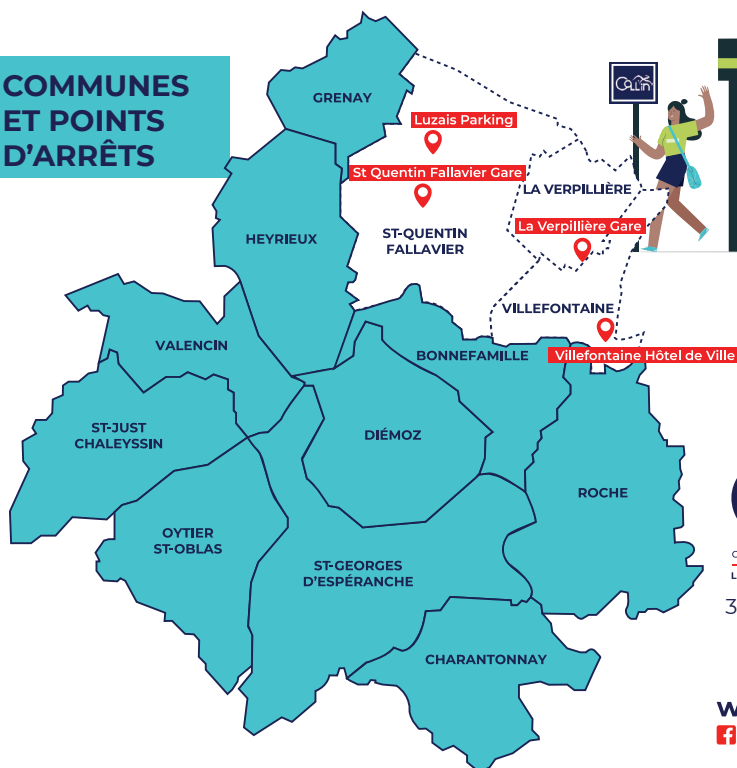 COMMUNES
ET POINTS
D'ARRÊTS
Collin
GRENAY
Luzais Parking
St Quentin Fallavier Gare
LA VERPILLIÈRE
La Verpillière Gare
HEYRIEUX
ST-QUENTIN
FALLAVIER
VILLEFONTAINE
VALENCIN
BONNEFAMILLE
Villefontaine Hôtel de Ville
ST-JUST
CHALEYSSIN
DIÉMOZ
ROCHE
OYTIER
ST-OBLAS
ST-GEORGES
D'ESPÉRANCHE
CHARANTONNAY